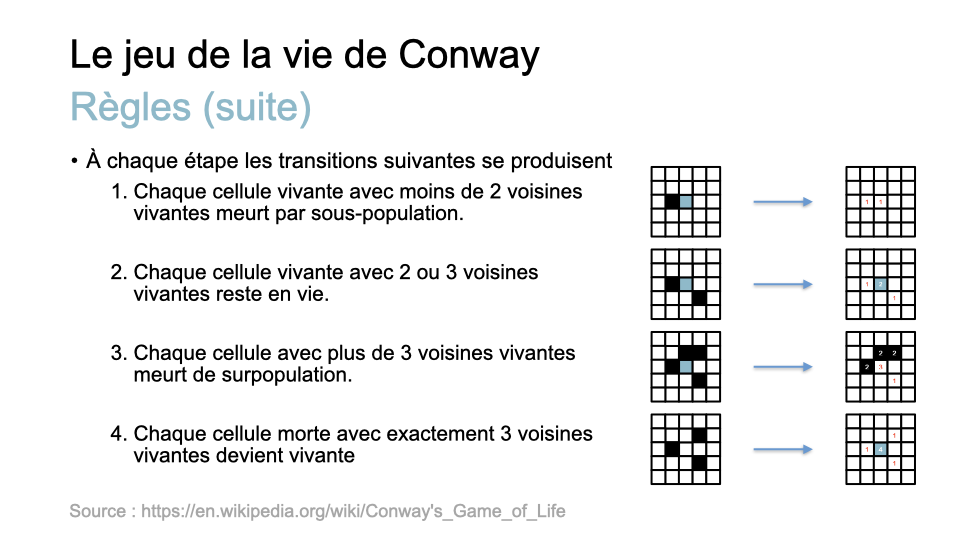 Le jeu de la vie de Conway
Règles (suite)
• À chaque étape les transitions suivantes se produisent
1. Chaque cellule vivante avec moins de 2 voisines
vivantes meurt par sous-population.
1 1
2. Chaque cellule vivante avec 2 ou 3 voisines
vivantes reste en vie.
1 2
1
3. Chaque cellule avec plus de 3 voisines vivantes
meurt de surpopulation.
2 2
2 3
1
4. Chaque cellule morte avec exactement 3 voisines
vivantes devient vivante
1
1 4
1
Source : https://en.wikipedia.org/wiki/Conway's_Game_of_Life